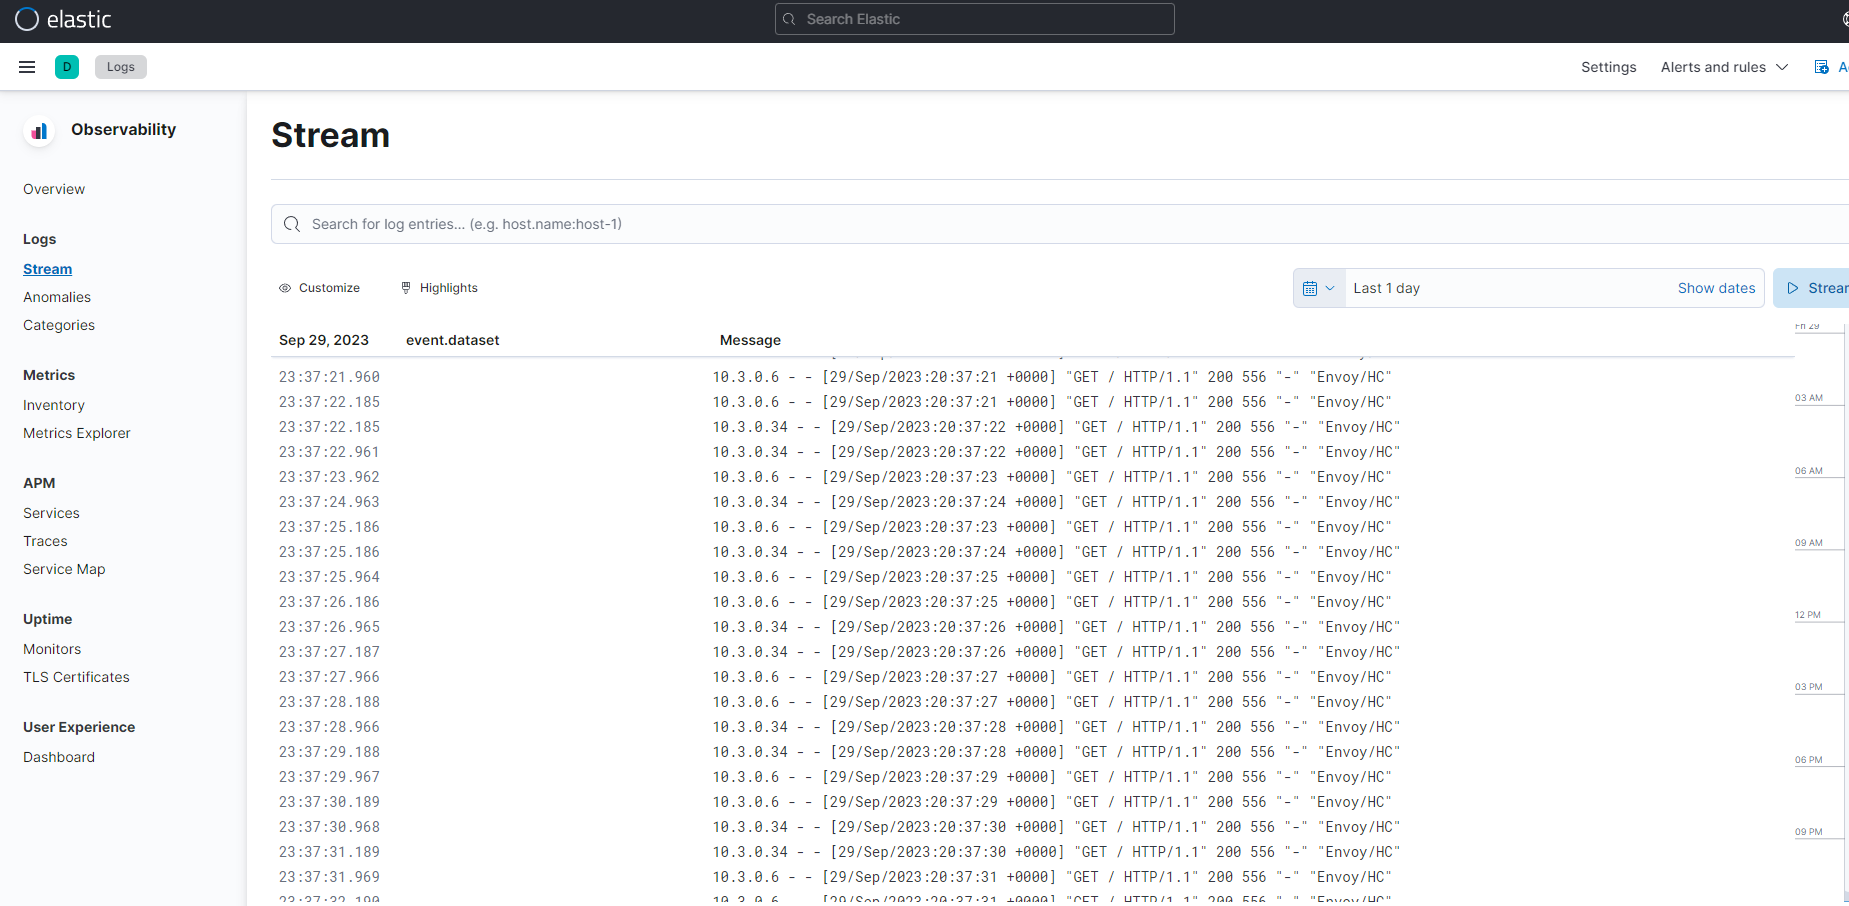 elastic
Search Elastic
D
Logs
Settings
Alerts and rules
Observability
Overview
Logs
Stream
Anomalies
Categories
Metrics
Inventory
Metrics Explorer
APM
Services
Traces
Service Map
Uptime
Monitors
TLS Certificates
User Experience
Dashboard
Stream
Search for log entries... (e.g. host.name:host-1)
Customize
Highlights
Last 1 day
Show dates
Sep 29, 2023 event.dataset Message
23:37:21.960 10.3.0.6 - - [29/Sep/2023:20:37:21 +0000] "GET / HTTP/1.1" 200 556 "-" "Envoy/HC"
23:37:22.185 10.3.0.6 - - [29/Sep/2023:20:37:21 +0000] "GET / HTTP/1.1" 200 556 "-" "Envoy/HC"
23:37:22.185 10.3.0.34 - - [29/Sep/2023:20:37:22 +0000] "GET / HTTP/1.1" 200 556 "-" "Envoy/HC"
23:37:22.961 10.3.0.34 - - [29/Sep/2023:20:37:22 +0000] "GET / HTTP/1.1" 200 556 "-" "Envoy/HC"
23:37:23.962 10.3.0.6 - - [29/Sep/2023:20:37:23 +0000] "GET / HTTP/1.1" 200 556 "-" "Envoy/HC"
23:37:24.963 10.3.0.34 - - [29/Sep/2023:20:37:24 +0000] "GET / HTTP/1.1" 200 556 "-" "Envoy/HC"
23:37:25.186 10.3.0.6 - - [29/Sep/2023:20:37:23 +0000] "GET / HTTP/1.1" 200 556 "-" "Envoy/HC"
23:37:25.186 10.3.0.34 - - [29/Sep/2023:20:37:24 +0000] "GET / HTTP/1.1" 200 556 "-" "Envoy/HC"
23:37:25.964 10.3.0.6 - - [29/Sep/2023:20:37:25 +0000] "GET / HTTP/1.1" 200 556 "-" "Envoy/HC"
23:37:26.186 10.3.0.6 - - [29/Sep/2023:20:37:25 +0000] "GET / HTTP/1.1" 200 556 "-" "Envoy/HC"
23:37:26.965 10.3.0.34 - - [29/Sep/2023:20:37:26 +0000] "GET / HTTP/1.1" 200 556 "-" "Envoy/HC"
23:37:27.187 10.3.0.34 - - [29/Sep/2023:20:37:26 +0000] "GET / HTTP/1.1" 200 556 "-" "Envoy/HC"
23:37:27.966 10.3.0.6 - - [29/Sep/2023:20:37:27 +0000] "GET / HTTP/1.1" 200 556 "-" "Envoy/HC"
23:37:28.188 10.3.0.6 - - [29/Sep/2023:20:37:27 +0000] "GET / HTTP/1.1" 200 556 "-" "Envoy/HC"
23:37:28.966 10.3.0.34 - - [29/Sep/2023:20:37:28 +0000] "GET / HTTP/1.1" 200 556 "-" "Envoy/HC"
23:37:29.188 10.3.0.34 - - [29/Sep/2023:20:37:28 +0000] "GET / HTTP/1.1" 200 556 "-" "Envoy/HC"
23:37:29.967 10.3.0.6 - - [29/Sep/2023:20:37:29 +0000] "GET / HTTP/1.1" 200 556 "-" "Envoy/HC"
23:37:30.189 10.3.0.6 - - [29/Sep/2023:20:37:29 +0000] "GET / HTTP/1.1" 200 556 "-" "Envoy/HC"
23:37:30.968 10.3.0.34 - - [29/Sep/2023:20:37:30 +0000] "GET / HTTP/1.1" 200 556 "-" "Envoy/HC"
23:37:31.189 10.3.0.34 - - [29/Sep/2023:20:37:30 +0000] "GET / HTTP/1.1" 200 556 "-" "Envoy/HC"
23:37:31.969 10.3.0.6 - - [29/Sep/2023:20:37:31 +0000] "GET / HTTP/1.1" 200 556 "-" "Envoy/HC"
23:37:32.190 10.3.0.6 - - [29/Sep/2023:20:37:31 +0000] "GET / HTTP/1.1" 200 556 "-" "Envoy/HC"
Fri 29
03 AM
06 AM
09 AM
12 PM
03 PM
06 PM
09 PM